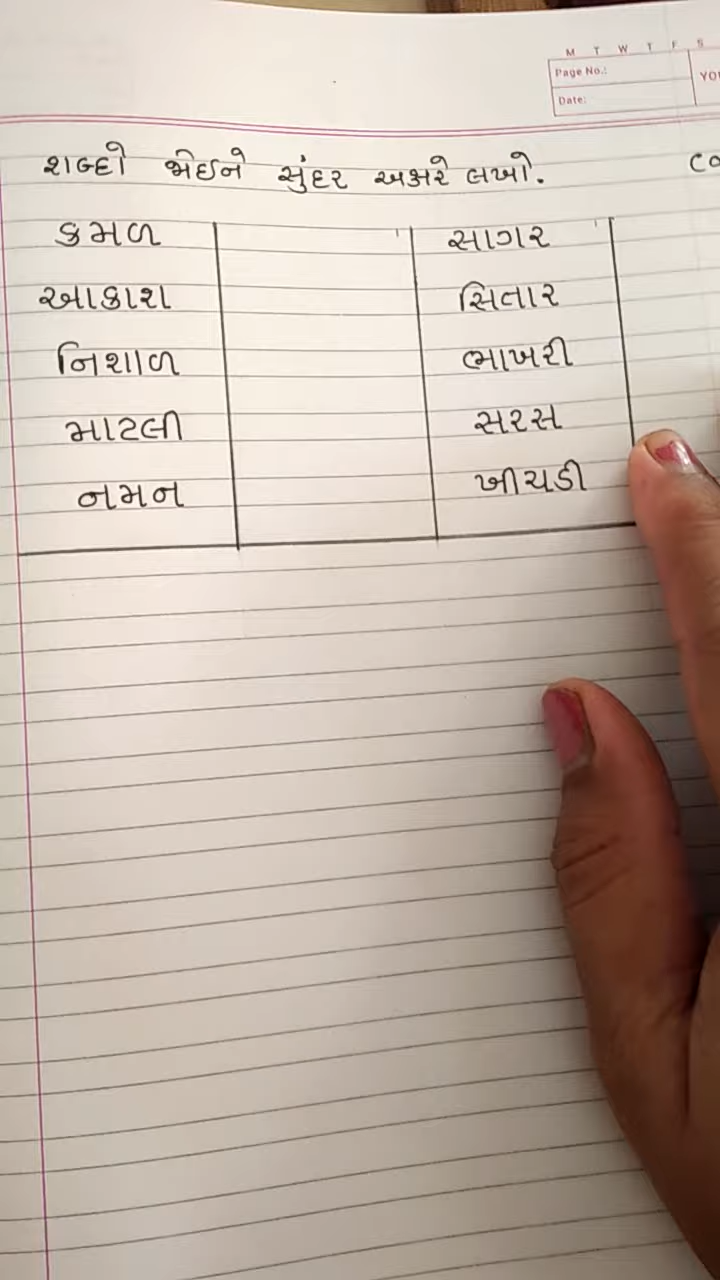 M T W T F S
Page No.:
Date:
શબ્દો જોઈને સુંદર અક્ષરે લખો.
કમળ સાગર
આકાશ સિતાર
નિશાળ ભાખરી
માટલી સરસ
નમન ખીચડી